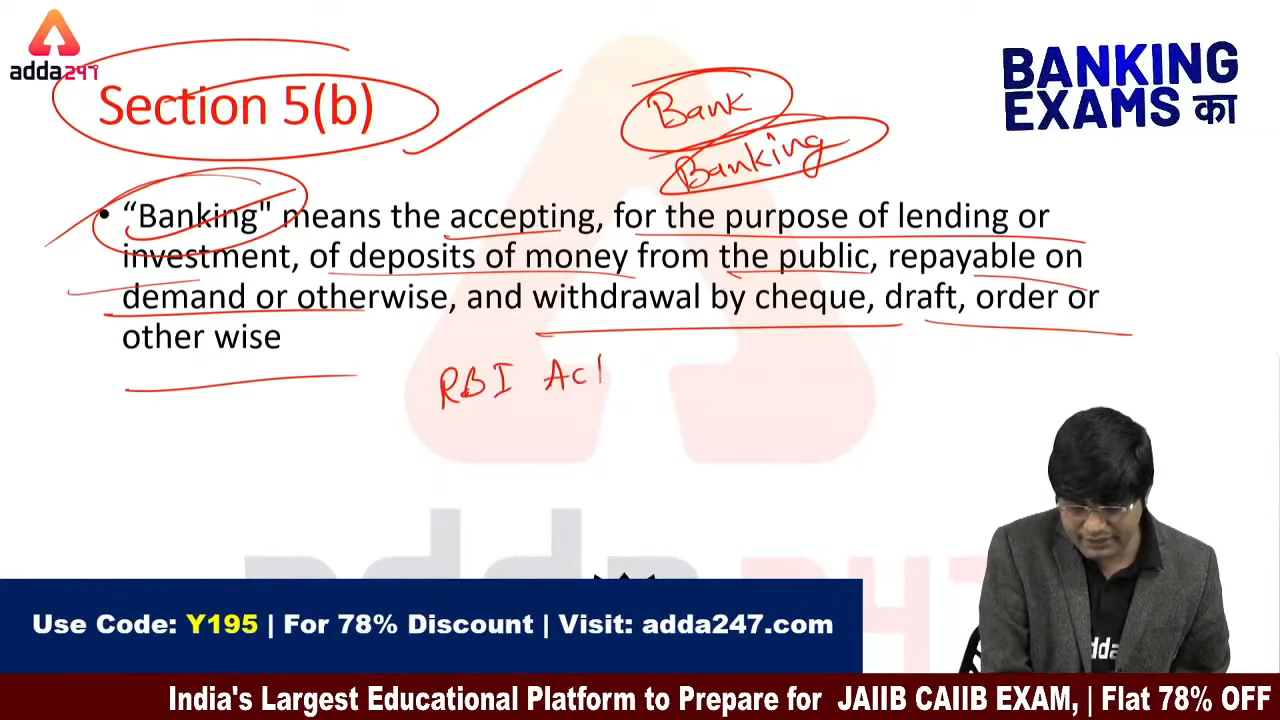 adda247
Section 5(b)
Bank
Banking
BANKING
EXAMS का
• “Banking" means the accepting, for the purpose of lending or
investment, of deposits of money from the public, repayable on
demand or otherwise, and withdrawal by cheque, draft, order or
other wise
RBI Act
adda247
adda
Use Code: Y195 | For 78% Discount | Visit: adda247.com
India's Largest Educational Platform to Prepare for JAIIB CAIIB EXAM, | Flat 78% OFF